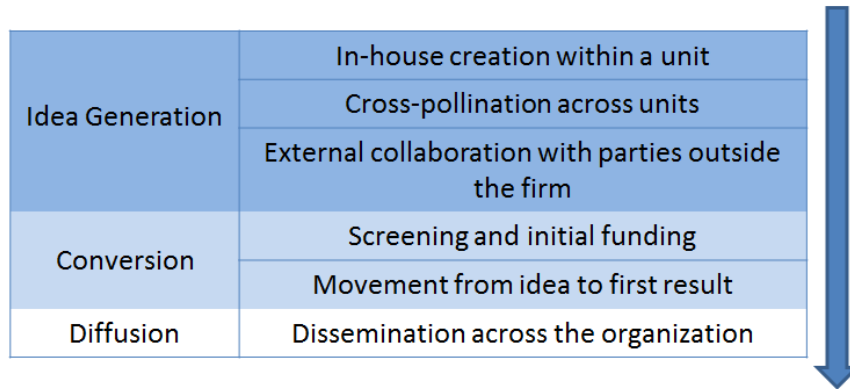 Idea Generation
In-house creation within a unit
Cross-pollination across units
External collaboration with parties outside
the firm
Conversion
Screening and initial funding
Movement from idea to first result
Diffusion
Dissemination across the organization